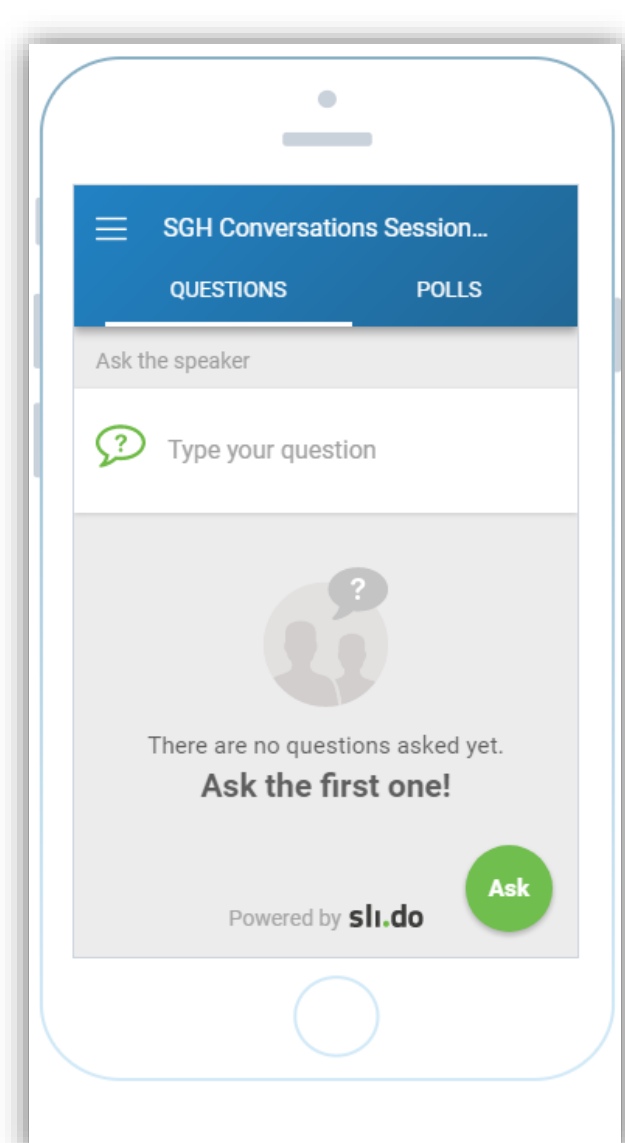 SGH Conversations Session...
QUESTIONS POLLS
Ask the speaker
?
Type your question
?
There are no questions asked yet.
Ask the first one!
Ask
Powered by sli.do